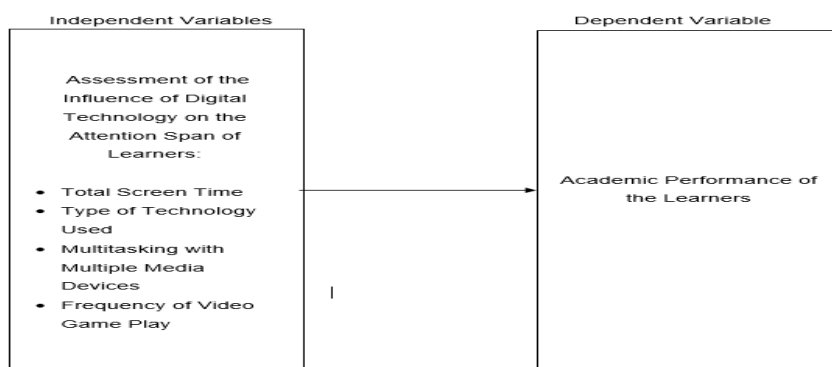 Independent Variables
Assessment of the
Influence of Digital
Technology on the
Attention Span of
Learners:
• Total Screen Time
• Type of Technology
Used
• Multitasking with
Multiple Media
Devices
• Frequency of Video
Game Play
Dependent Variable
Academic Performance of
the Learners